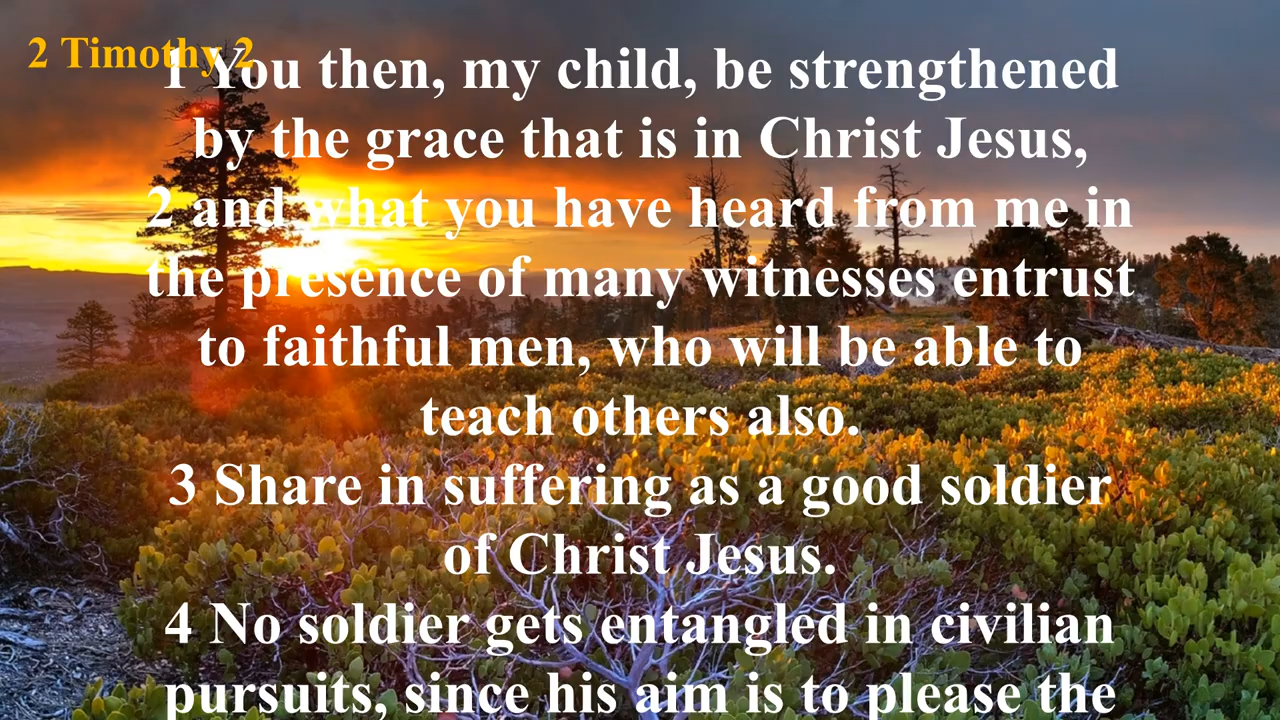 2 Timothy 2
1 You then, my child, be strengthened
by the grace that is in Christ Jesus,
2 and what you have heard from me in
the presence of many witnesses entrust
to faithful men, who will be able to
teach others also.
3 Share in suffering as a good soldier
of Christ Jesus.
4 No soldier gets entangled in civilian
pursuits, since his aim is to please the